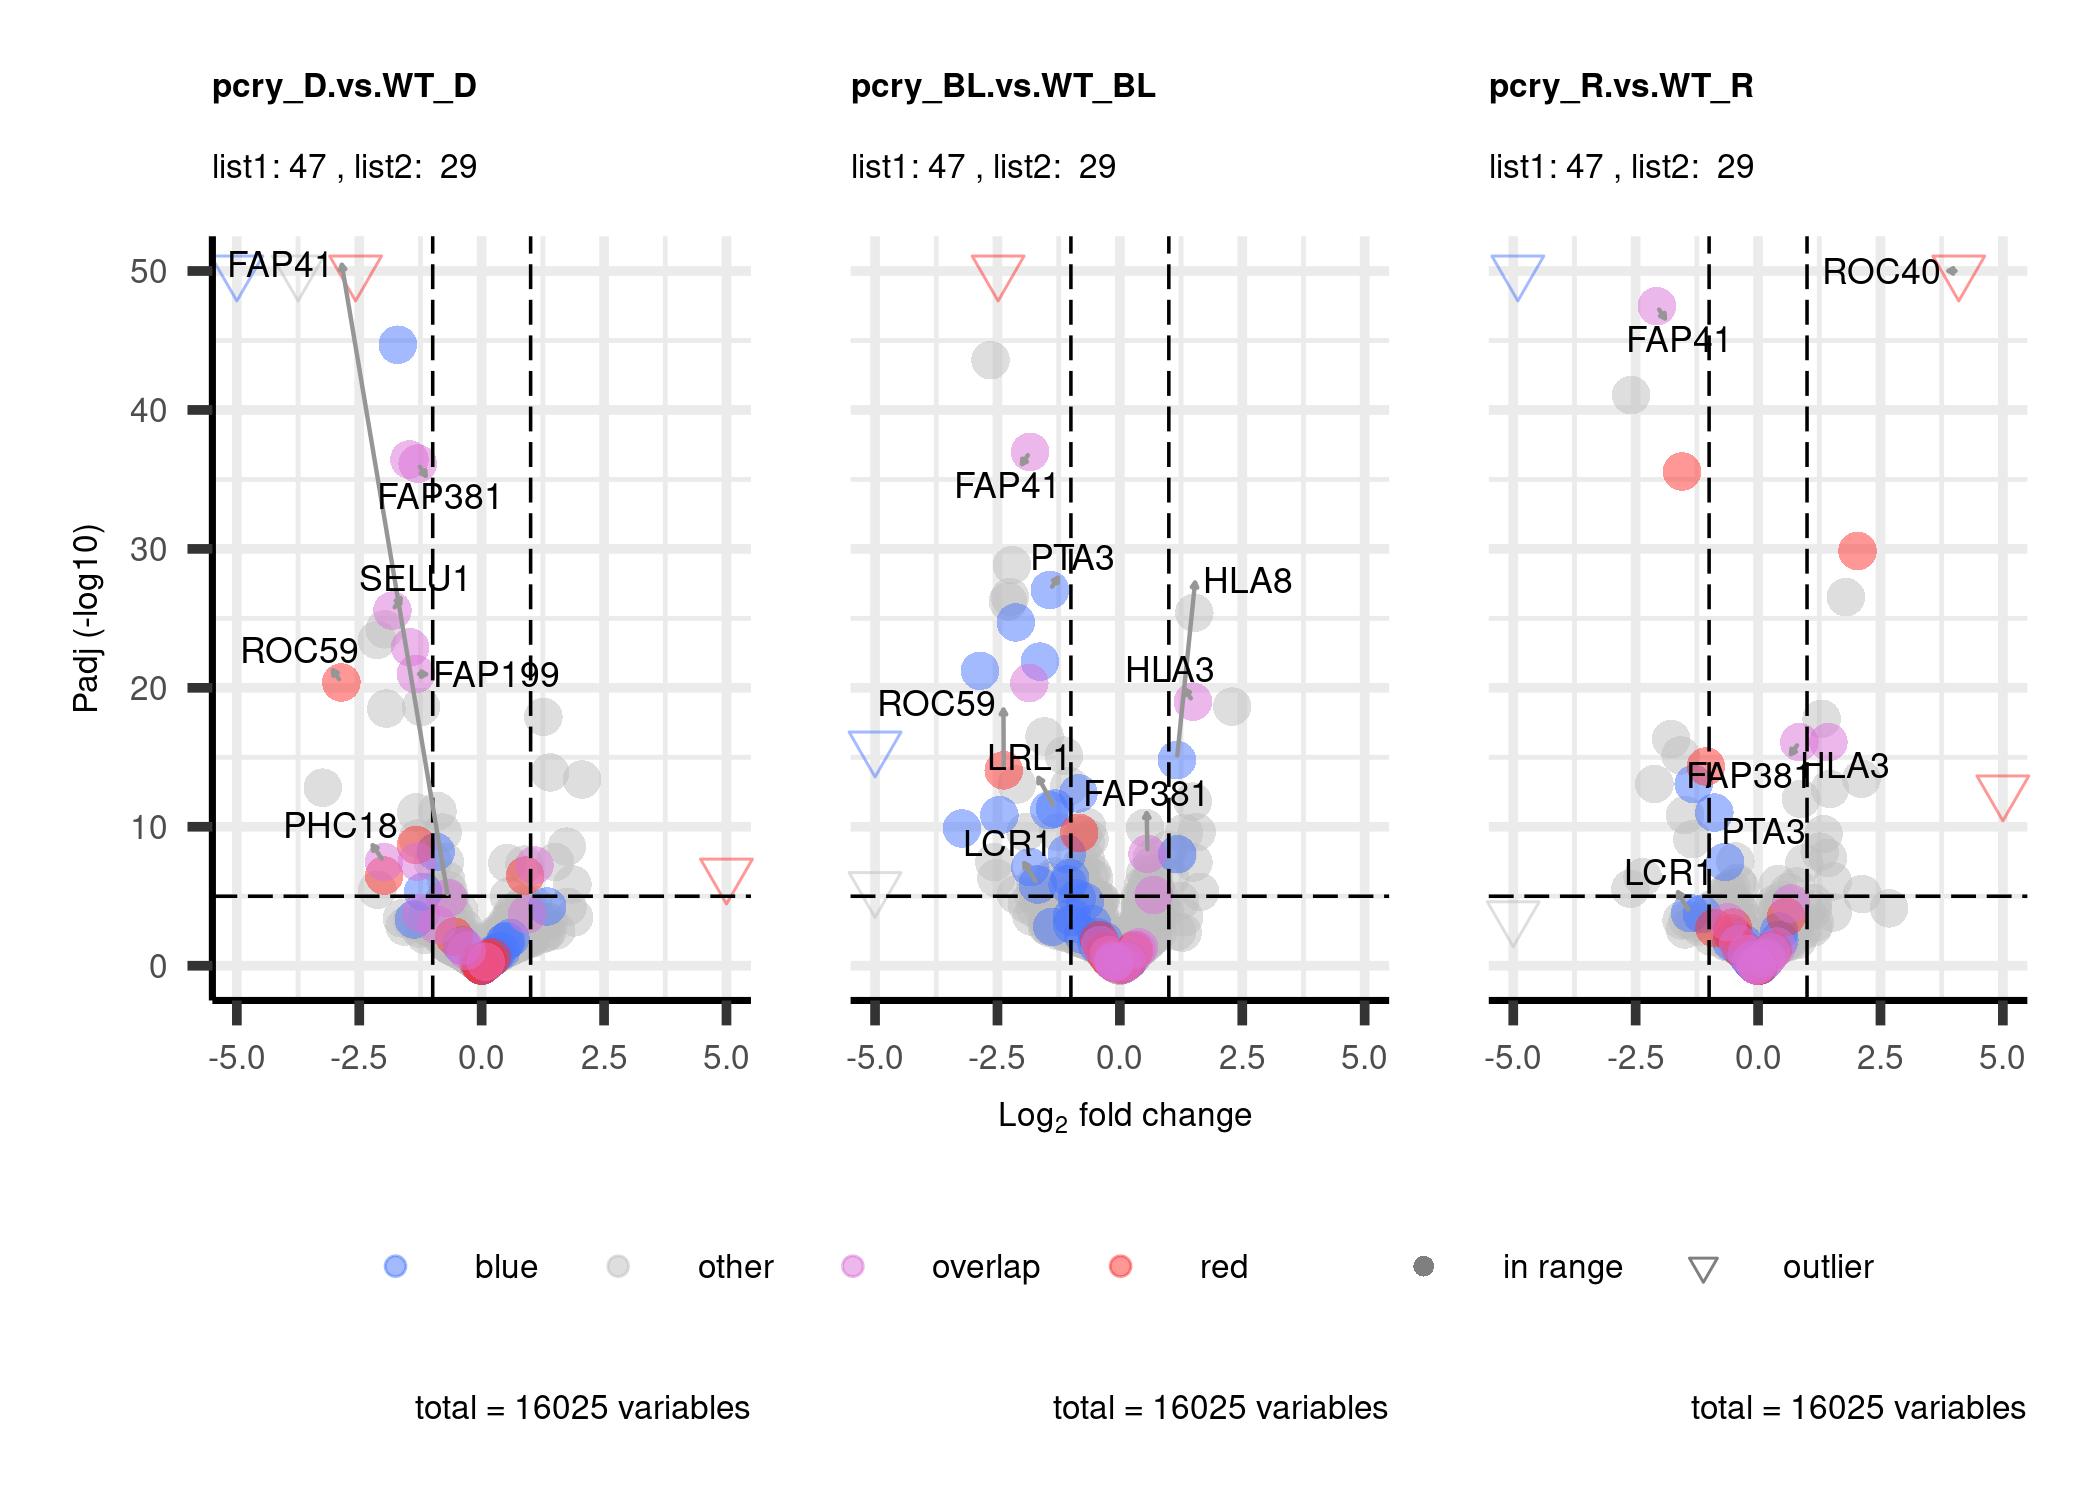 pcry_D.vs.WT_D
pcry_BL.vs.WT_BL
pcry_R.vs.WT_R
list1: 47 , list2:  29
list1: 47 , list2:  29
list1: 47 , list2:  29
Padj (-log10)
50
40
30
20
10
0
FAP41
FAP381
SELU1
ROC59
FAP199
PHC18
FAP41
PTA3
HLA8
HLA3
ROC59
LRL1
FAP381
LCR1
ROC40
FAP41
FAP381
HLA3
PTA3
LCR1
-5.0 -2.5 0.0 2.5 5.0
-5.0 -2.5 0.0 2.5 5.0
-5.0 -2.5 0.0 2.5 5.0
Log2 fold change
blue other overlap red in range outlier
total = 16025 variables
total = 16025 variables
total = 16025 variables